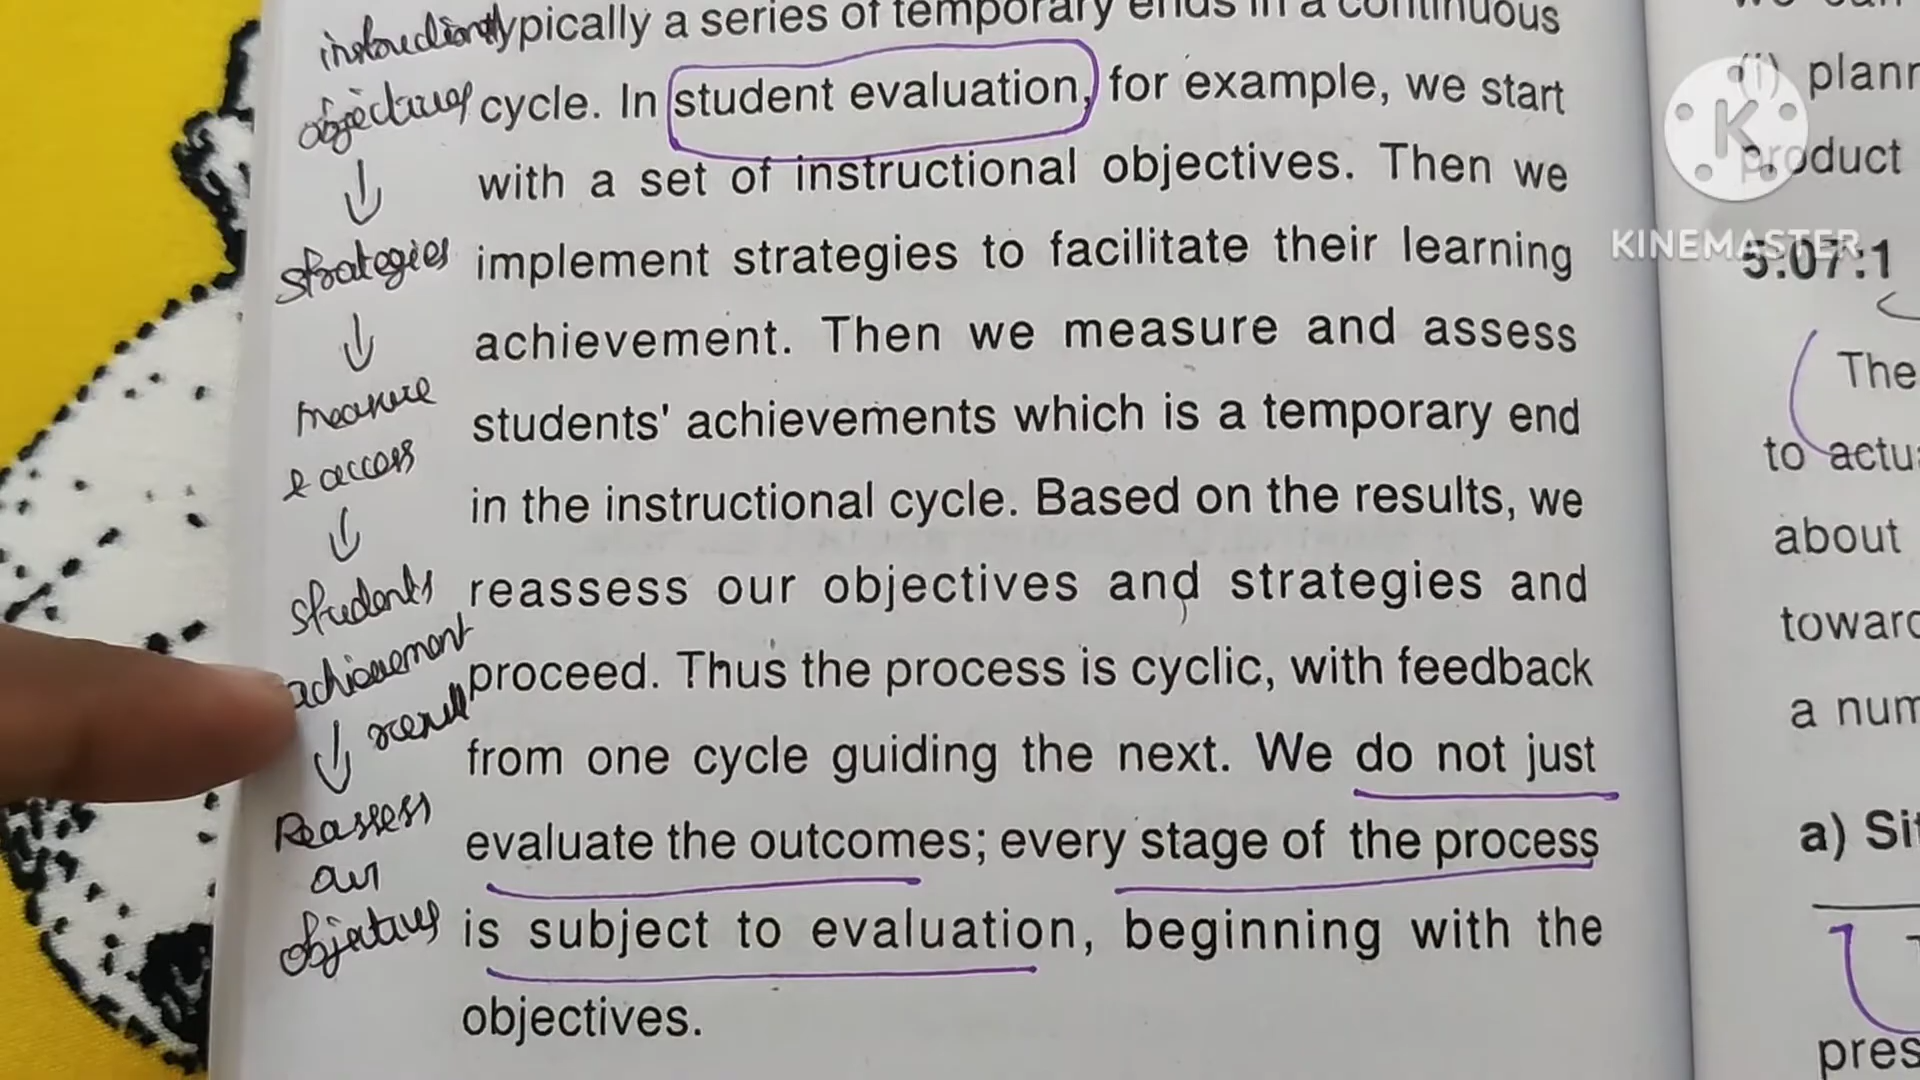 typically a series of temporary ends in a continuous
cycle. In student evaluation, for example, we start
with a set of instructional objectives. Then we
implement strategies to facilitate their learning
achievement. Then we measure and assess
students' achievements which is a temporary end
in the instructional cycle. Based on the results, we
reassess our objectives and strategies and
proceed. Thus the process is cyclic, with feedback
from one cycle guiding the next. We do not just
evaluate the outcomes; every stage of the process
is subject to evaluation, beginning with the
objectives.
objectives
↓
strategies
↓
measure
& access
↓
students
achievement
↓ result
Reassess
our
objectives
(i)
product
5:07:1
The
to actu
about
toward
a num
a) Sit
pres
K
KINEMASTER